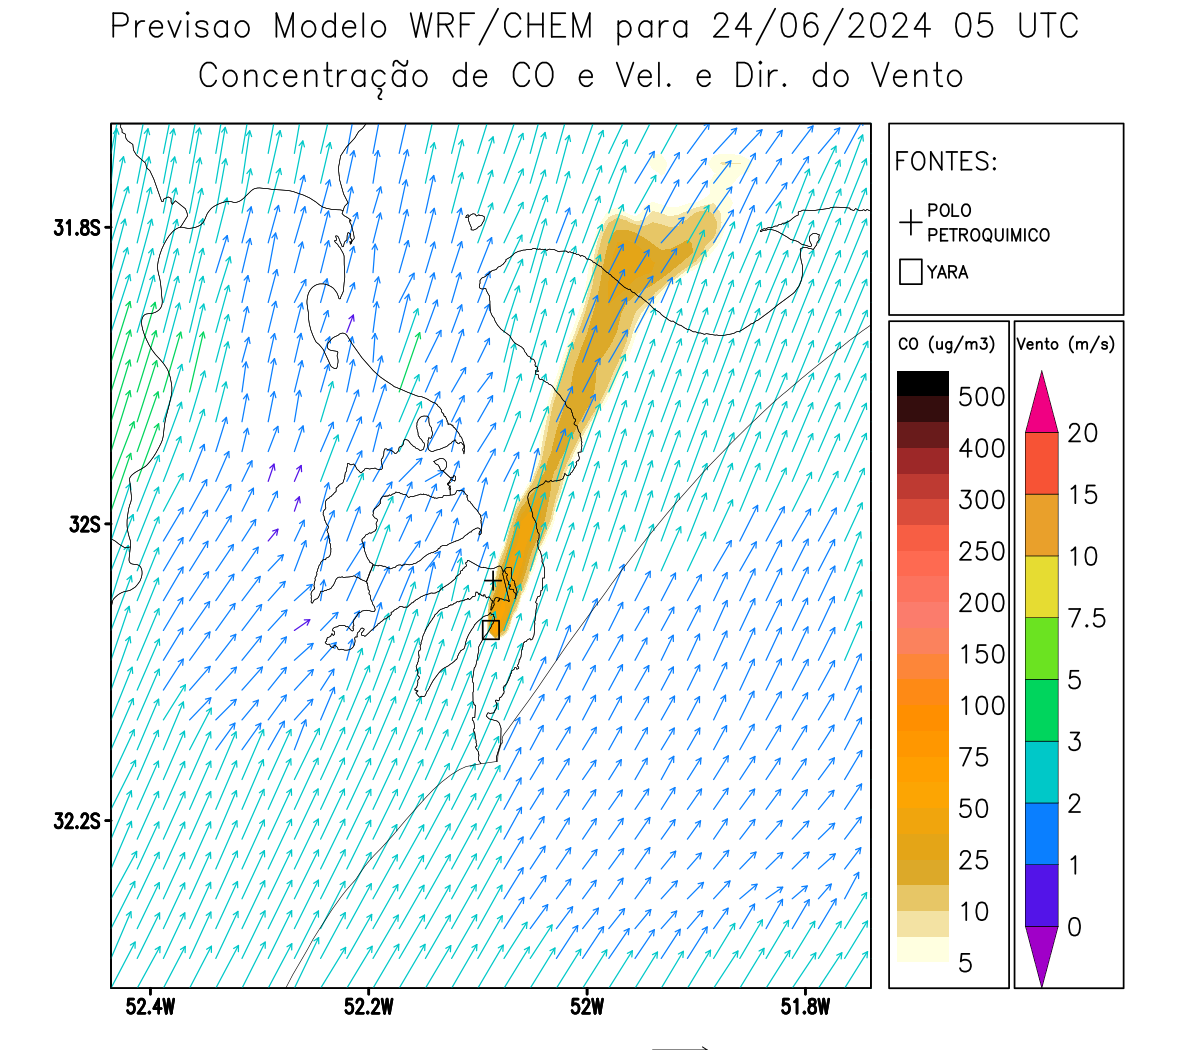 Previsao Modelo WRF/CHEM para 24/06/2024 05 UTC
Concentração de CO e Vel. e Dir. do Vento
FONTES:
POLO
PETROQUIMICO
YARA
CO (ug/m3)
500
400
300
250
200
150
100
75
50
25
10
5
Vento (m/s)
20
15
10
7.5
5
3
2
1
0
31.8S
32S
32.2S
52.4W
52.2W
52W
51.8W